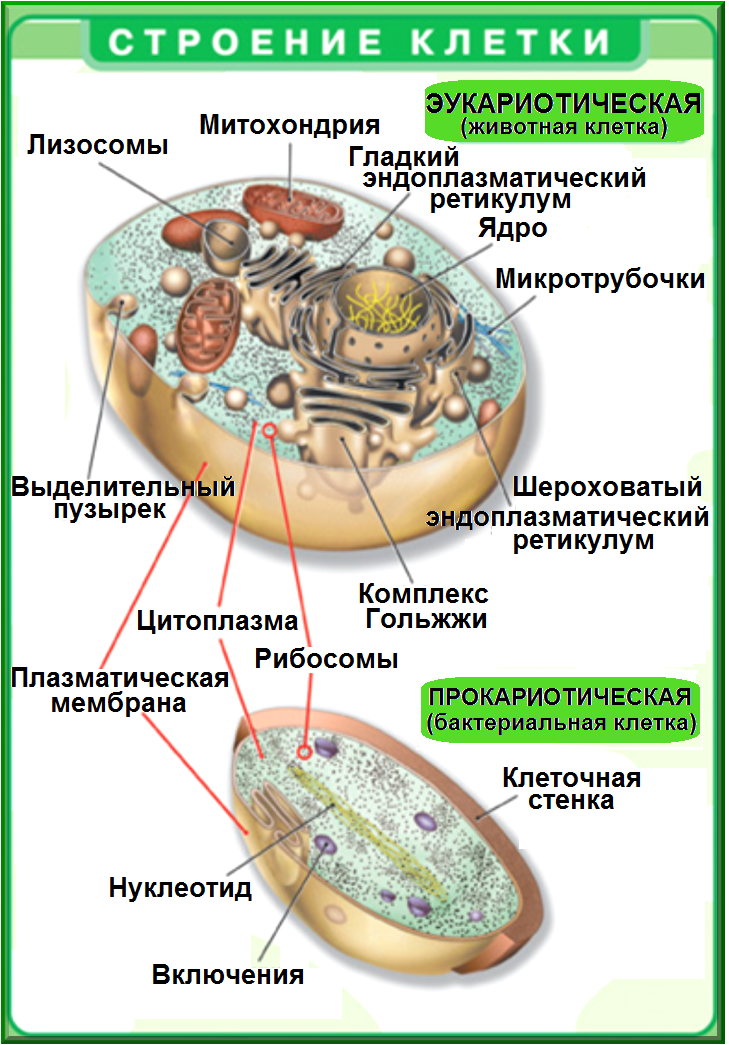 СТРОЕНИЕ КЛЕТКИ
ЭУКАРИОТИЧЕСКАЯ
(животная клетка)
Митохондрия
Лизосомы
Гладкий
эндоплазматический
ретикулум
Ядро
Микротрубочки
Выделительный
пузырек
Шероховатый
эндоплазматический
ретикулум
Комплекс
Гольжжи
Цитоплазма
Рибосомы
Плазматическая
мембрана
ПРОКАРИОТИЧЕСКАЯ
(бактериальная клетка)
Клеточная
стенка
Нуклеотид
Включения